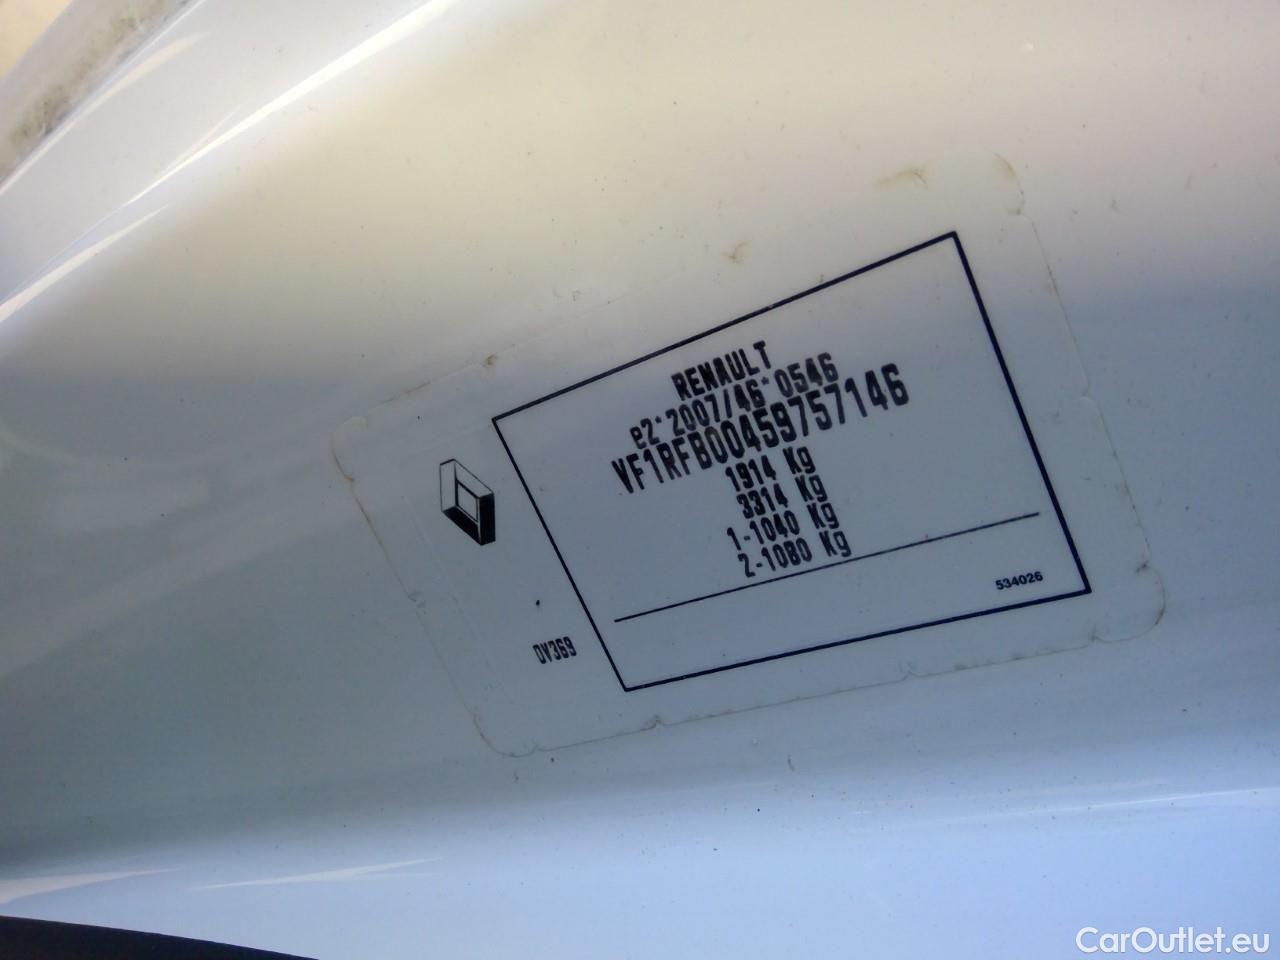 RENAULT
e2*2007/46*0546
VF1RFB00459757146
1914 Kg
3314 Kg
1-1040 Kg
2-1080 Kg
534026
DV369
CarOutlet.eu